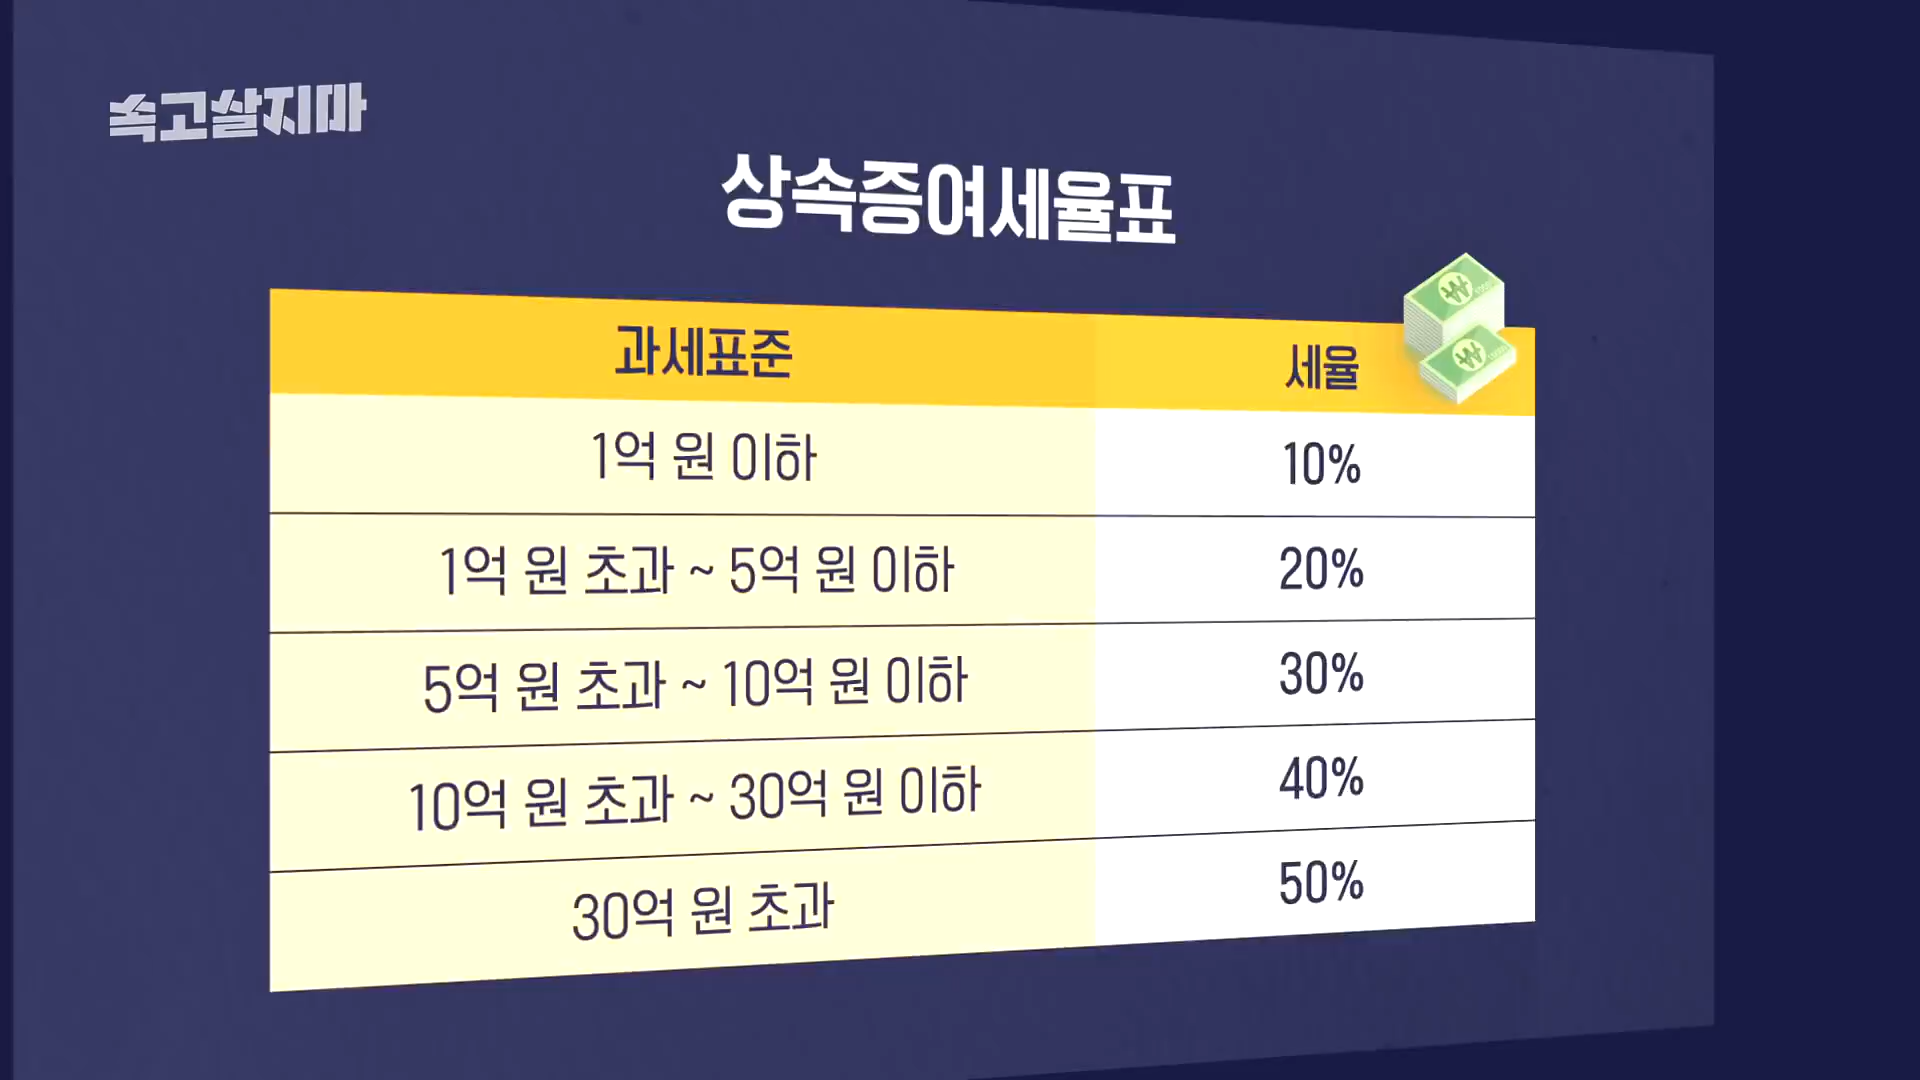 속고살지마
상속증여세율표
과세표준 세율
1억 원 이하 10%
1억 원 초과 ~ 5억 원 이하 20%
5억 원 초과 ~ 10억 원 이하 30%
10억 원 초과 ~ 30억 원 이하 40%
30억 원 초과 50%